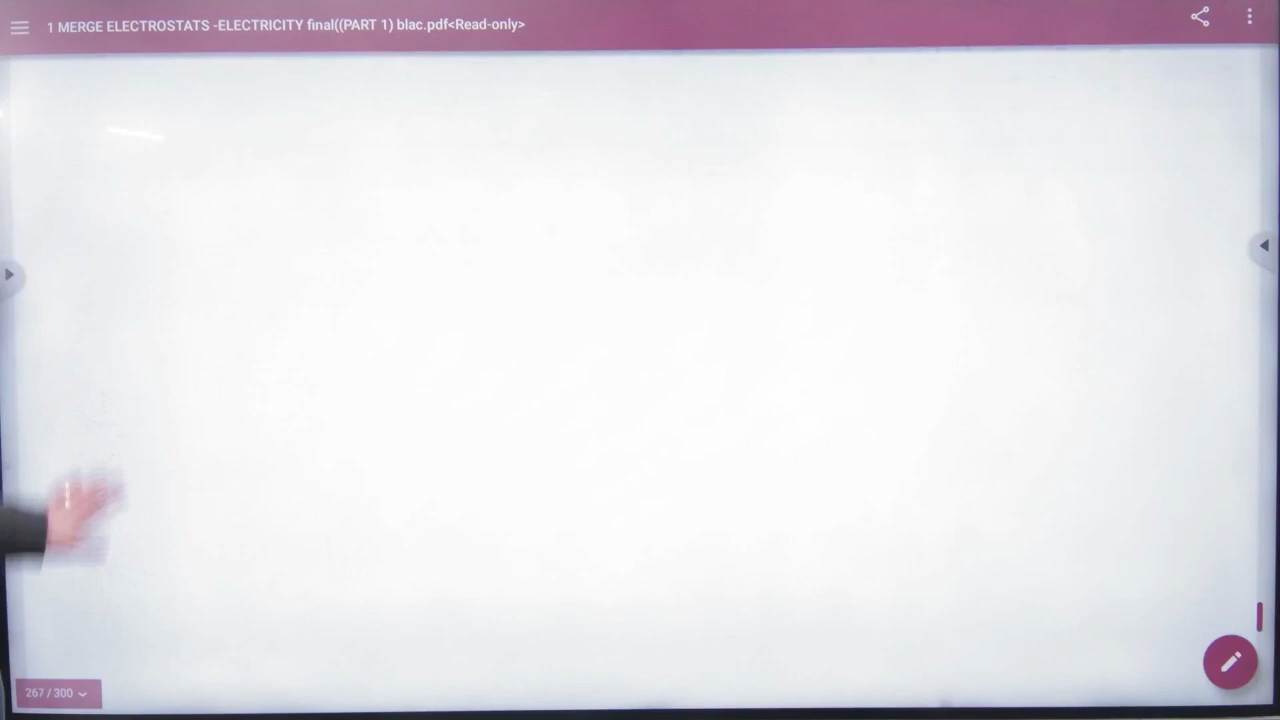 1 MERGE ELECTROSTATS -ELECTRICITY final((PART 1) blac.pdf<Read-only>
267 / 300